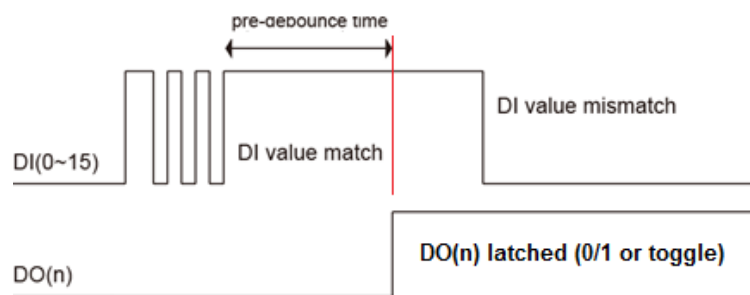 pre-debounce time
DI value mismatch
DI value match
DI(0~15)
DO(n) latched (0/1 or toggle)
DO(n)